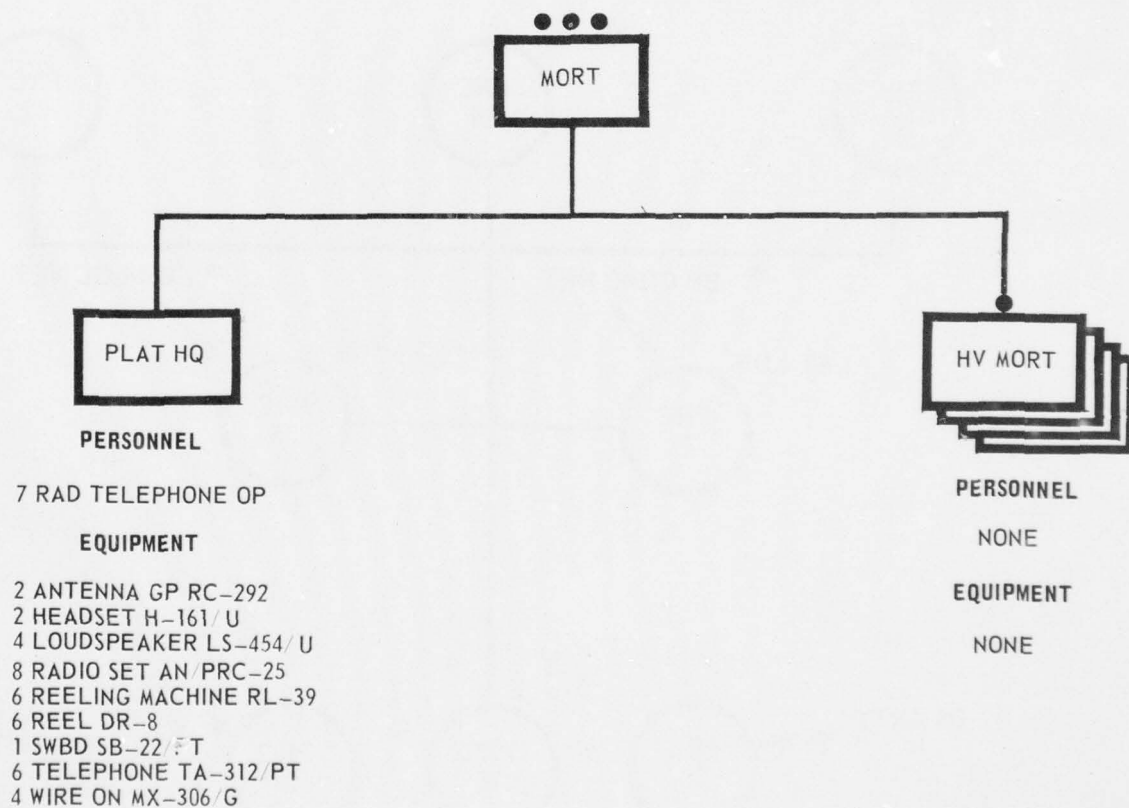 MORT
PLAT HQ
PERSONNEL
7 RAD TELEPHONE OP
EQUIPMENT
2 ANTENNA GP RC-292
2 HEADSET H-161/U
4 LOUDSPEAKER LS-454/U
8 RADIO SET AN/PRC-25
6 REELING MACHINE RL-39
6 REEL DR-8
1 SWBD
6 TELEPHONE TA-312/PT
4 WIRE ON MX-306/G
HV MORT
PERSONNEL
NONE
EQUIPMENT
NONE